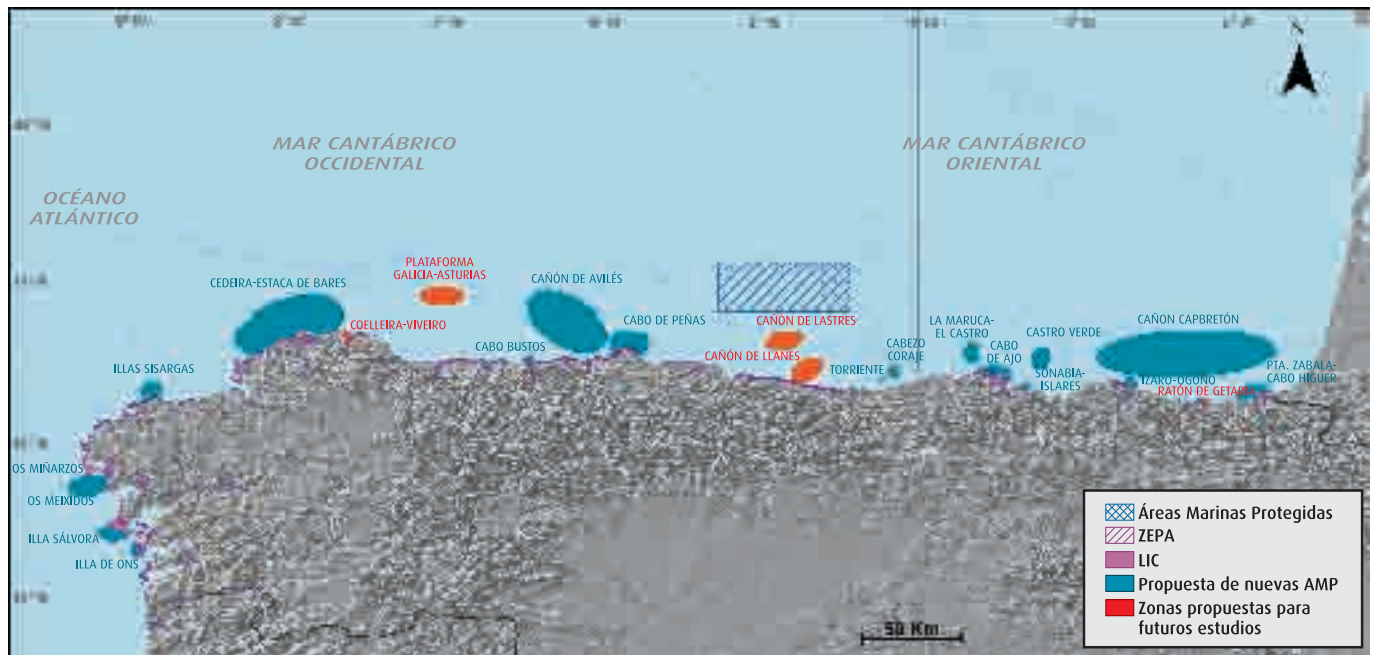 N
MAR CANTÁBRICO
OCCIDENTAL
MAR CANTÁBRICO
ORIENTAL
OCÉANO
ATLÁNTICO
PLATAFORMA
GALICIA-ASTURIAS
CEDEIRA-ESTACA DE BARES
CAÑÓN DE AVILÉS
COELLEIRA-VIVEIRO
CABO DE PEÑAS
CAÑÓN DE LASTRES
LA MARUCA-
EL CASTRO
CASTRO VERDE
CAÑON CAPBRETÓN
CABO BUSTOS
CAÑÓN DE LLANES
CABEZO
CORAJE
CABO
DE AJO
TORRIENTE
SONABIA-
ISLARES
IZARO-OGOÑO
PTA. ZABALA-
CABO HIGUER
RATÓN DE GETARIA
ILLAS SISARGAS
OS MIÑARZOS
OS MEIXIDOS
ILLA SÁLVORA
ILLA DE ONS
50 Km
Áreas Marinas Protegidas
ZEPA
LIC
Propuesta de nuevas AMP
Zonas propuestas para
futuros estudios